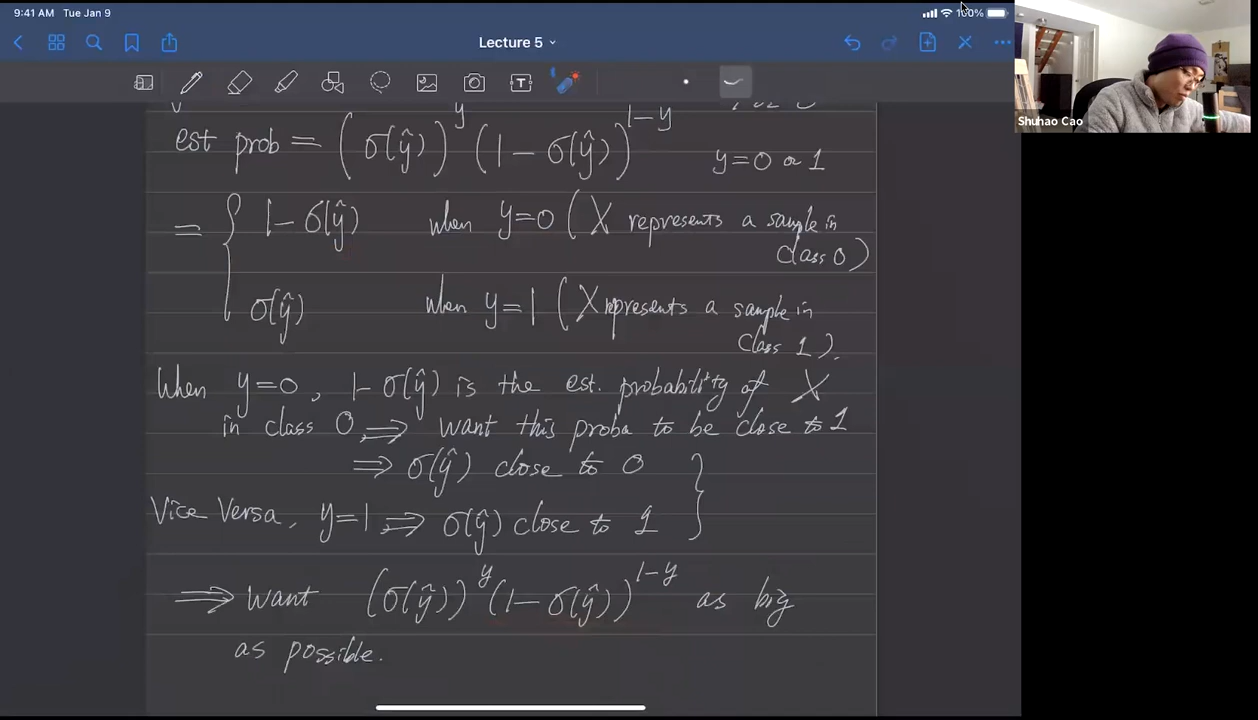 9:41 AM Tue Jan 9
100%
Lecture 5
Shuhao Cao
est prob = (σ(ŷ))^y (1 − σ(ŷ))^{1−y} y=0 or 1
= { 1 − σ(ŷ) when y=0 (X represents a sample in
class 0)
σ(ŷ) when y=1 (X represents a sample in
class 1).
When y=0, 1 − σ(ŷ) is the est. probability of X
in class 0, ⇒ want this proba to be close to 1
⇒ σ(ŷ) close to 0 }
Vice Versa, y=1, ⇒ σ(ŷ) close to 1
⇒ want (σ(ŷ))^y (1 − σ(ŷ))^{1−y} as big
as possible.